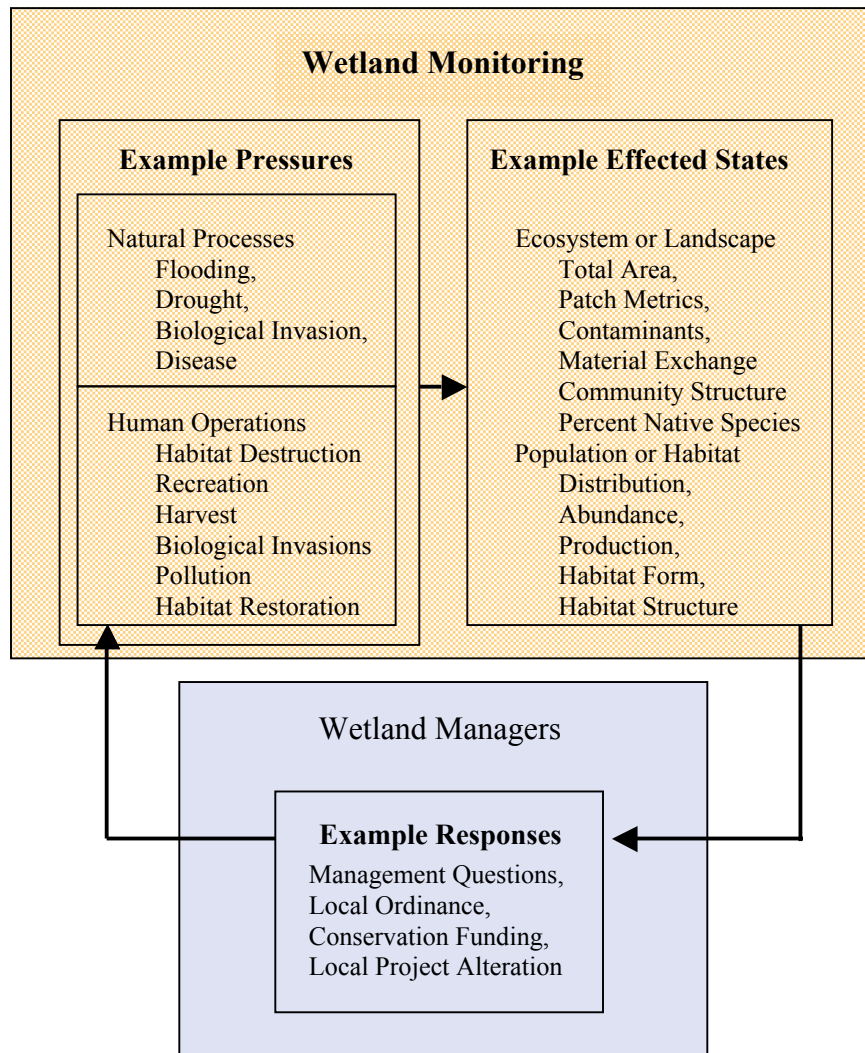 Wetland Monitoring
Example Pressures
Natural Processes
Flooding,
Drought,
Biological Invasion,
Disease
Human Operations
Habitat Destruction
Recreation
Harvest
Biological Invasions
Pollution
Habitat Restoration
Example Effected States
Ecosystem or Landscape
Total Area,
Patch Metrics,
Contaminants,
Material Exchange
Community Structure
Percent Native Species
Population or Habitat
Distribution,
Abundance,
Production,
Habitat Form,
Habitat Structure
Wetland Managers
Example Responses
Management Questions,
Local Ordinance,
Conservation Funding,
Local Project Alteration